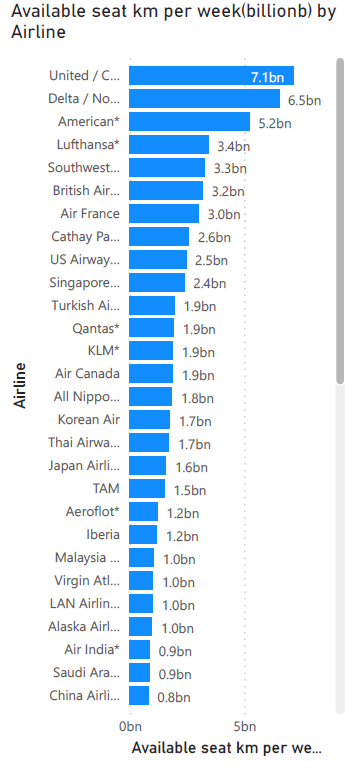 Available seat km per week(billionb) by
Airline
United / C... 7.1bn
Delta / No... 6.5bn
American* 5.2bn
Lufthansa* 3.4bn
Southwest... 3.3bn
British Air... 3.2bn
Air France 3.0bn
Cathay Pa... 2.6bn
US Airway... 2.5bn
Singapore... 2.4bn
Turkish Ai... 1.9bn
Qantas* 1.9bn
KLM* 1.9bn
Air Canada 1.9bn
All Nippo... 1.8bn
Korean Air 1.7bn
Thai Airwa... 1.7bn
Japan Airli... 1.6bn
TAM 1.5bn
Aeroflot* 1.2bn
Iberia 1.2bn
Malaysia ... 1.0bn
Virgin Atl... 1.0bn
LAN Airlin... 1.0bn
Alaska Airl... 1.0bn
Air India* 0.9bn
Saudi Ara... 0.9bn
China Airli... 0.8bn
Airline
0bn 5bn
Available seat km per we...